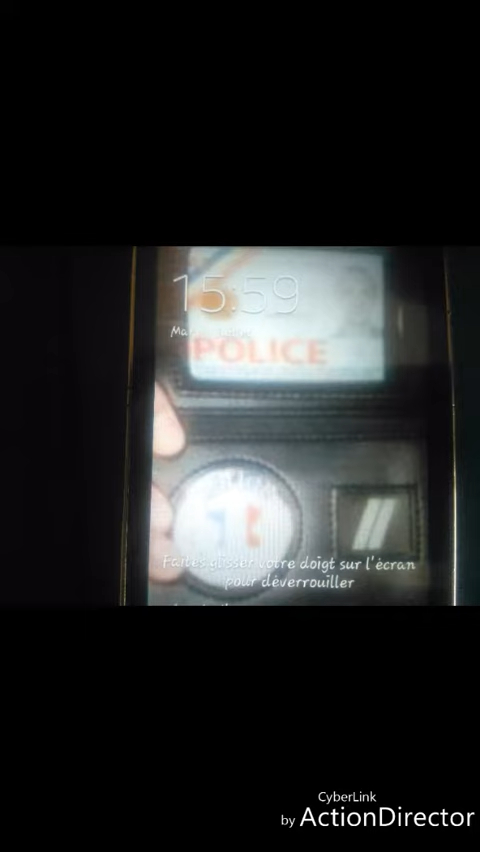 15:59
POLICE
Faites glisser votre doigt sur l'écran
pour déverrouiller
CyberLink
by ActionDirector